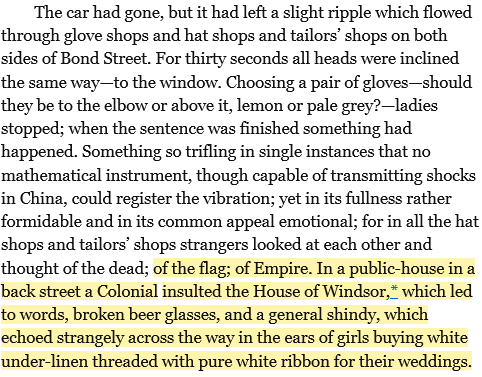 The car had gone, but it had left a slight ripple which flowed
through glove shops and hat shops and tailors’ shops on both
sides of Bond Street. For thirty seconds all heads were inclined
the same way—to the window. Choosing a pair of gloves—should
they be to the elbow or above it, lemon or pale grey?—ladies
stopped; when the sentence was finished something had
happened. Something so trifling in single instances that no
mathematical instrument, though capable of transmitting shocks
in China, could register the vibration; yet in its fullness rather
formidable and in its common appeal emotional; for in all the hat
shops and tailors’ shops strangers looked at each other and
thought of the dead; of the flag; of Empire. In a public-house in a
back street a Colonial insulted the House of Windsor,* which led
to words, broken beer glasses, and a general shindy, which
echoed strangely across the way in the ears of girls buying white
under-linen threaded with pure white ribbon for their weddings.